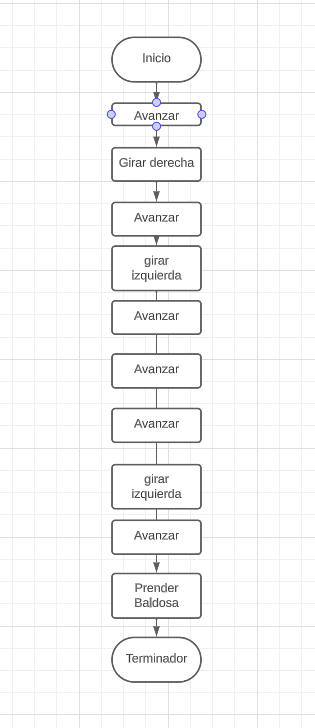 Inicio
Avanzar
Girar derecha
Avanzar
girar
izquierda
Avanzar
Avanzar
Avanzar
girar
izquierda
Avanzar
Prender
Baldosa
Terminador